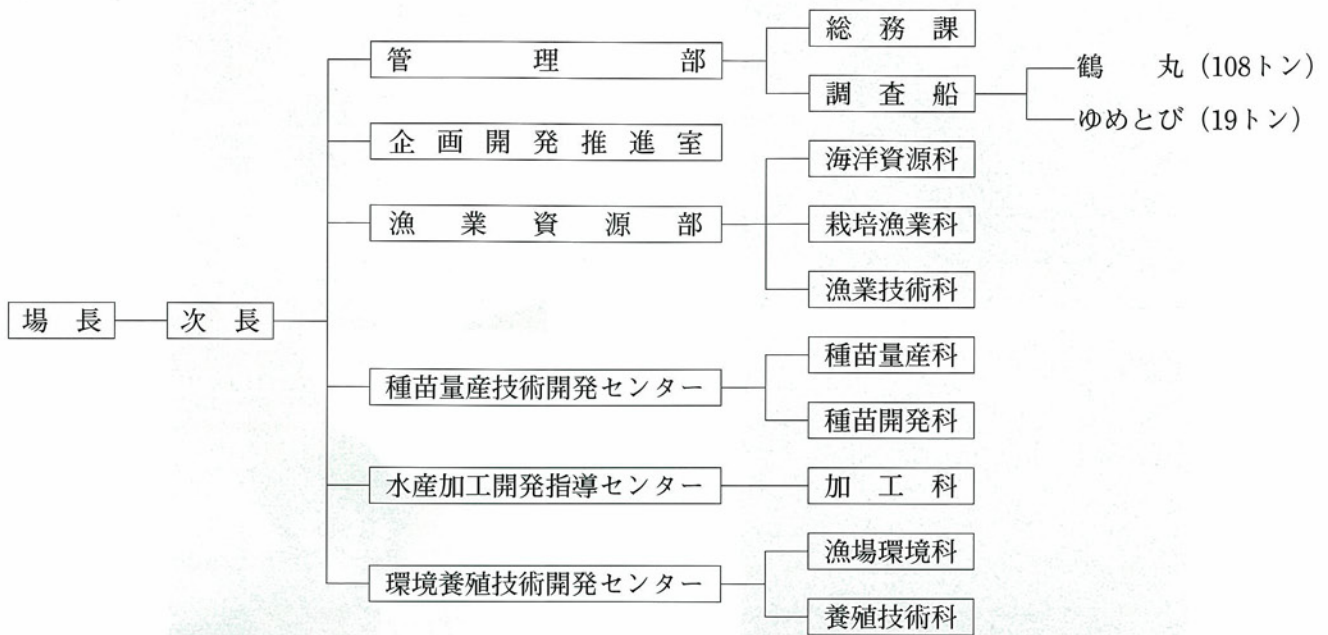 場長
次長
管理部
総務課
調査船
鶴丸（108トン）
ゆめとび（19トン）
企画開発推進室
漁業資源部
海洋資源科
栽培漁業科
漁業技術科
種苗量産技術開発センター
種苗量産科
種苗開発科
水産加工開発指導センター
加工科
環境養殖技術開発センター
漁場環境科
養殖技術科